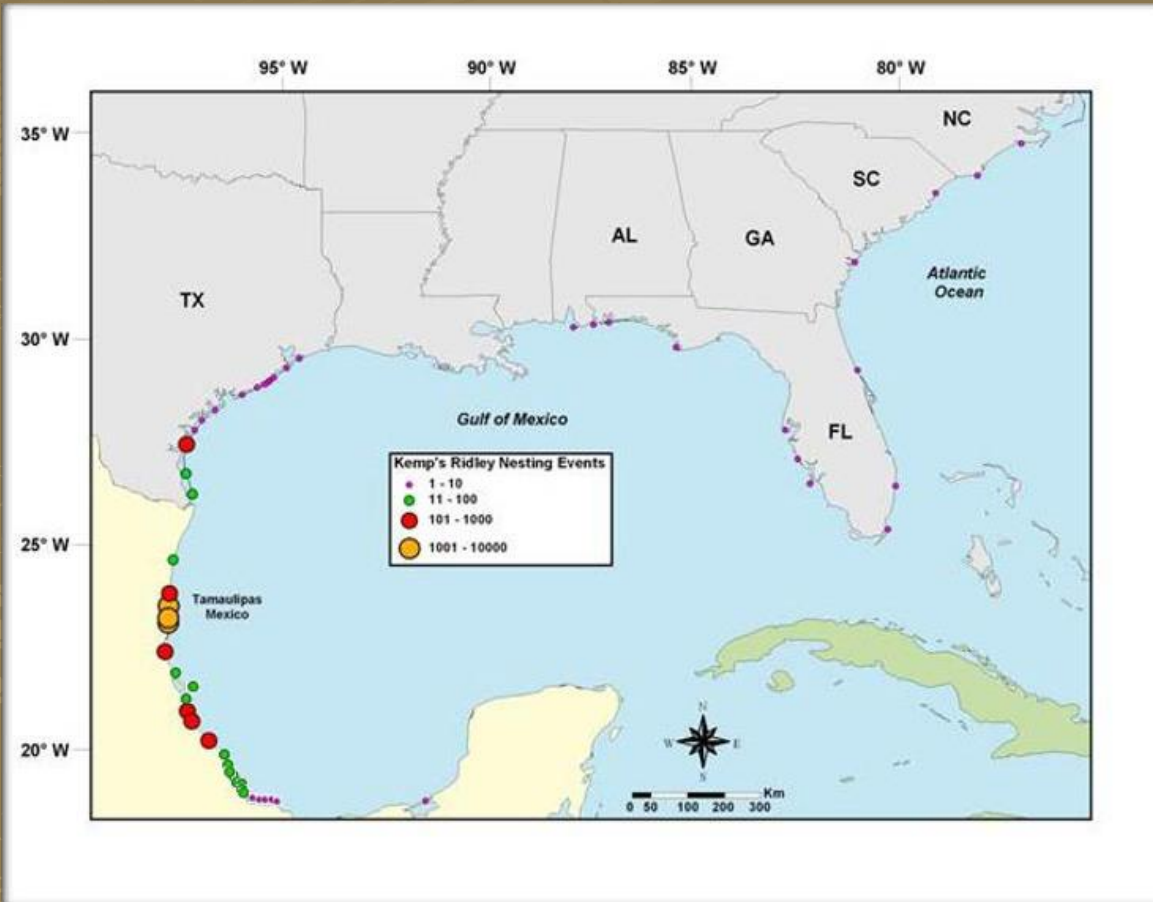 95° W 90° W 85° W 80° W
35° W
NC
SC
AL
GA
Atlantic
Ocean
TX
30° W
Gulf of Mexico
FL
Kemp's Ridley Nesting Events
1 - 10
11 - 100
101 - 1000
1001 - 10000
25° W
Tamaulipas
Mexico
N
W E
S
20° W
Km
0 50 100 200 300